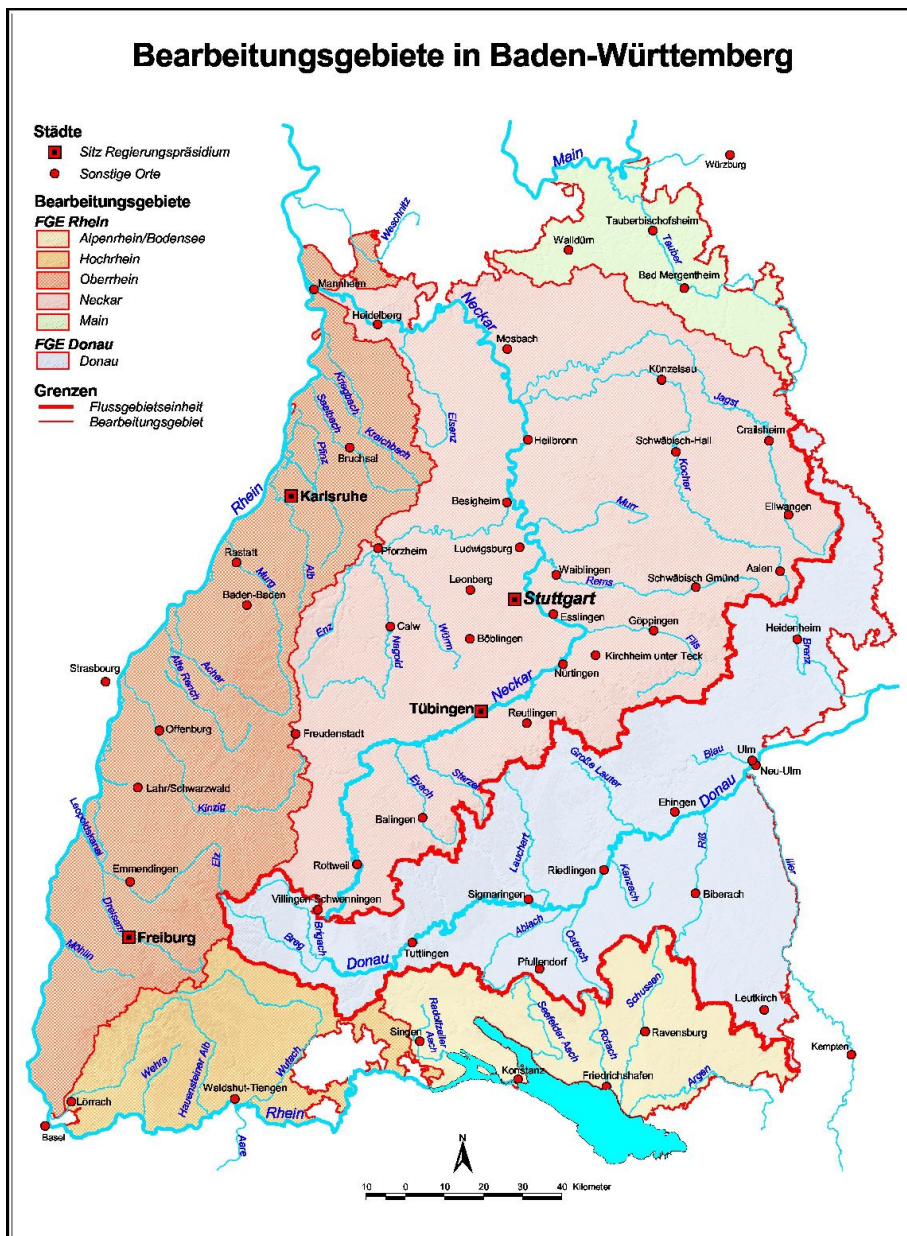 Bearbeitungsgebiete in Baden-Württemberg
Städte
Sitz Regierungspräsidium
Sonstige Orte
Bearbeitungsgebiete
FGE Rhein
Alpenrhein/Bodensee
Hochrhein
Oberrhein
Neckar
Main
FGE Donau
Donau
Grenzen
Flussgebietseinheit
Bearbeitungsgebiet
Main
Würzburg
Weschnitz
Tauberbischofsheim
Walldürn
Tauber
Bad Mergentheim
Mannheim
Heidelberg
Neckar
Mosbach
Künzelsau
Jagst
Kriegbach
Saalbach
Kraichbach
Elsenz
Pfinz
Bruchsal
Heilbronn
Schwäbisch-Hall
Crailsheim
Kocher
Rhein
Karlsruhe
Besigheim
Murr
Ellwangen
Pforzheim
Ludwigsburg
Rastatt
Murg
Alb
Leonberg
Waiblingen
Rems
Schwäbisch Gmünd
Aalen
Baden-Baden
Stuttgart
Esslingen
Enz
Calw
Nagold
Würm
Böblingen
Göppingen
Fils
Heidenheim
Brenz
Kirchheim unter Teck
Nürtingen
Strasbourg
Alte Rench
Acher
Neckar
Tübingen
Reutlingen
Offenburg
Freudenstadt
Große Lauter
Blau
Ulm
Neu-Ulm
Lahr/Schwarzwald
Kinzig
Eyach
Starzel
Donau
Ehingen
Leopoldskanal
Balingen
Lauchert
Riß
Iller
Elz
Emmendingen
Rottweil
Riedlingen
Kanzach
Villingen-Schwenningen
Sigmaringen
Biberach
Dreisam
Freiburg
Breg
Brigach
Ablach
Ostrach
Möhlin
Donau
Tuttlingen
Pfullendorf
Schussen
Leutkirch
Radolfzeller
Aach
Seefelder Aach
Rotach
Singen
Ravensburg
Kempten
Wehra
Hauensteiner Alb
Wutach
Konstanz
Friedrichshafen
Argen
Lörrach
Waldshut-Tiengen
Rhein
Basel
Aare
N
10 0 10 20 30 40 Kilometer